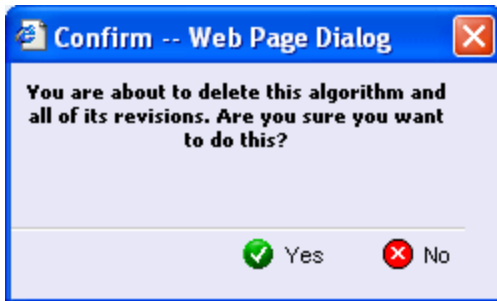 Confirm -- Web Page Dialog
You are about to delete this algorithm and
all of its revisions. Are you sure you want
to do this?
Yes No